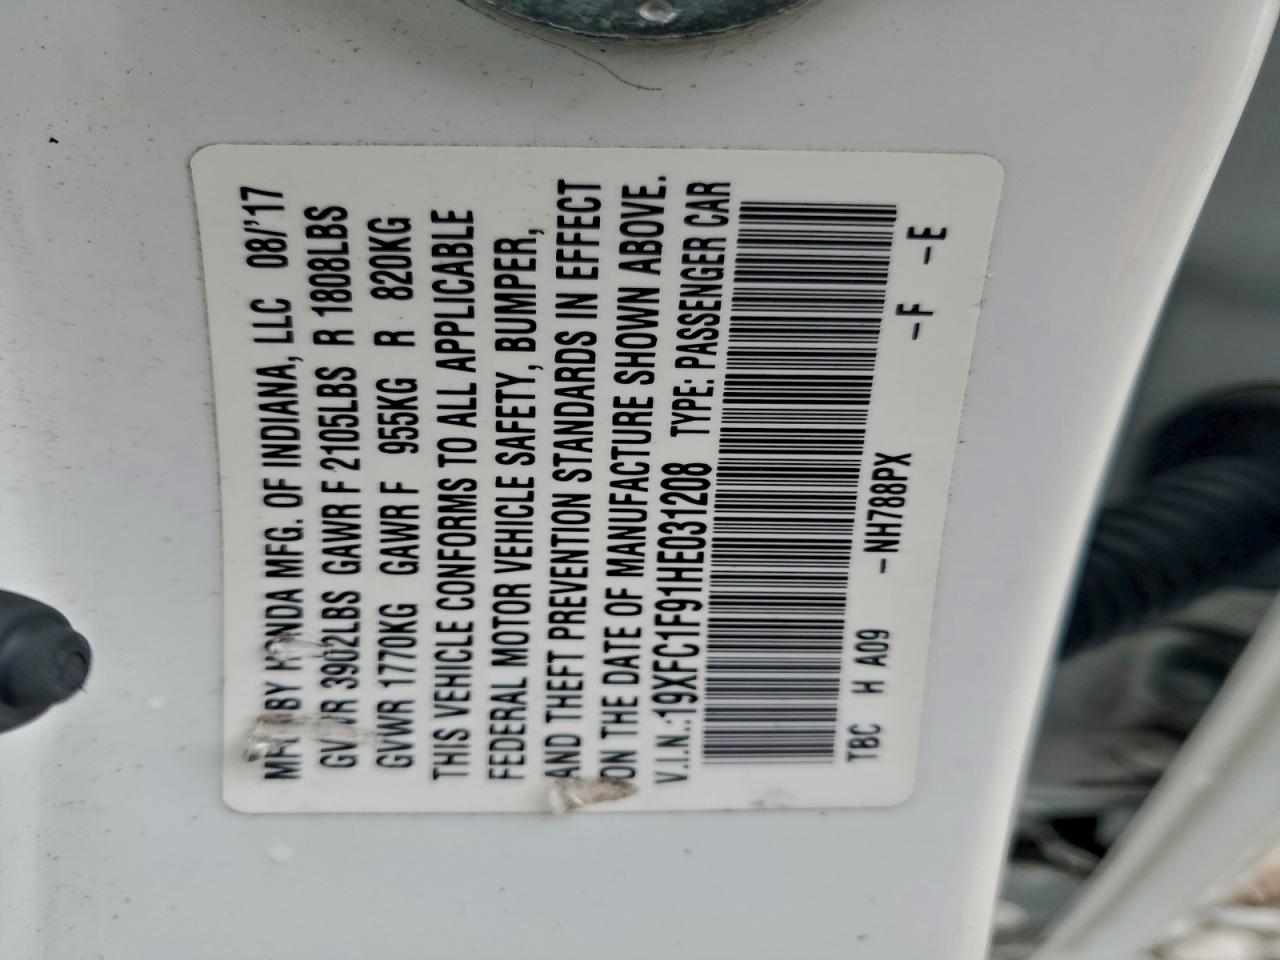 BY HONDA MFG. OF INDIANA, LLC 08/'17
3902LBS GAWR F 2105LBS R 1808LBS
GVWR 1770KG GAWR F 955KG R 820KG
THIS VEHICLE CONFORMS TO ALL APPLICABLE
FEDERAL MOTOR VEHICLE SAFETY, BUMPER,
AND THEFT PREVENTION STANDARDS IN EFFECT
ON THE DATE OF MANUFACTURE SHOWN ABOVE.
V.I.N.:19XFC1F91HE031208 TYPE: PASSENGER CAR
TBC H A09 -NH788PX -F -E